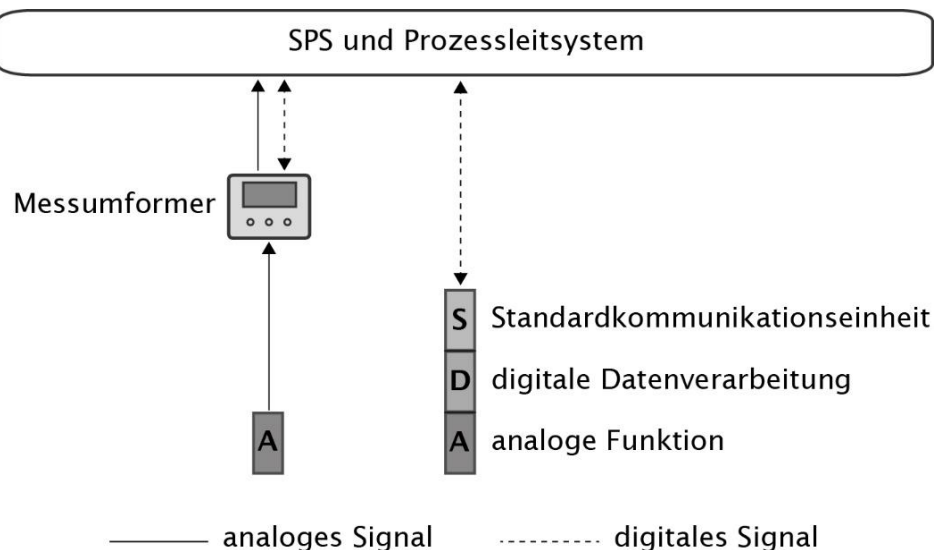 SPS und Prozessleitsystem
Messumformer
S Standardkommunikationseinheit
D digitale Datenverarbeitung
A A analoge Funktion
analoges Signal digitales Signal